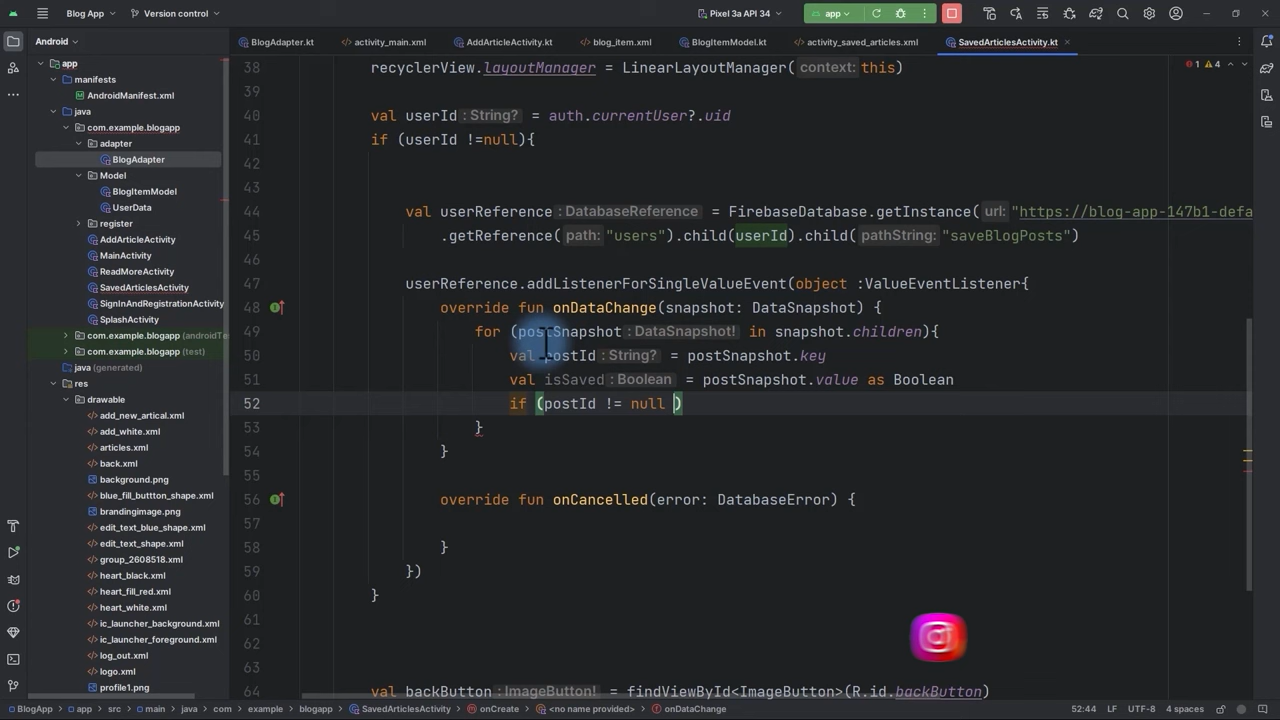 Blog App
Version control
Pixel 3a API 34
app
Android
BlogAdapter.kt
activity_main.xml
AddArticleActivity.kt
blog_item.xml
BlogItemModel.kt
activity_saved_articles.xml
SavedArticlesActivity.kt
app
manifests
AndroidManifest.xml
java
com.example.blogapp
adapter
BlogAdapter
Model
BlogItemModel
UserData
register
AddArticleActivity
MainActivity
ReadMoreActivity
SavedArticlesActivity
SignInAndRegistrationActivity
SplashActivity
com.example.blogapp (androidTest
com.example.blogapp (test)
java (generated)
res
drawable
add_new_artical.xml
add_white.xml
articles.xml
back.xml
background.png
blue_fill_buttton_shape.xml
brandingimage.png
edit_text_blue_shape.xml
edit_text_shape.xml
group_2608518.xml
heart_black.xml
heart_fill_red.xml
heart_white.xml
ic_launcher_background.xml
ic_launcher_foreground.xml
log_out.xml
logo.xml
profile1.png
1 4
38 recyclerView.layoutManager = LinearLayoutManager( context: this)
39
40 val userId : String? = auth.currentUser?.uid
41 if (userId !=null){
42
43
44 val userReference : DatabaseReference = FirebaseDatabase.getInstance( url: "https://blog-app-147b1-defa
45 .getReference( path: "users").child(userId).child( pathString: "saveBlogPosts")
46
47 userReference.addListenerForSingleValueEvent(object :ValueEventListener{
48 override fun onDataChange(snapshot: DataSnapshot) {
49 for (postSnapshot : DataSnapshot! in snapshot.children){
50 val postId : String? = postSnapshot.key
51 val isSaved : Boolean = postSnapshot.value as Boolean
52 if (postId != null )
53 }
54 }
55
56 override fun onCancelled(error: DatabaseError) {
57
58 }
59 })
60 }
61
62
63
64 val backButton : ImageButton! = findViewById<ImageButton>(R.id.backButton)
BlogApp > app > src > main > java > com > example > blogapp > SavedArticlesActivity > onCreate > <no name provided> > onDataChange
52:44 LF UTF-8 4 spaces